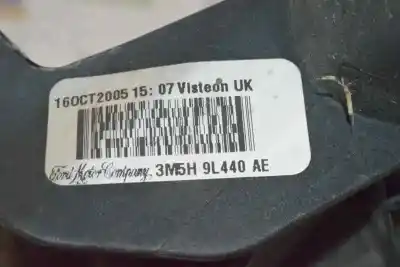 16OCT2005 15: 07 Visteon UK
Ford Motor Company, 3M5H 9L440 AE